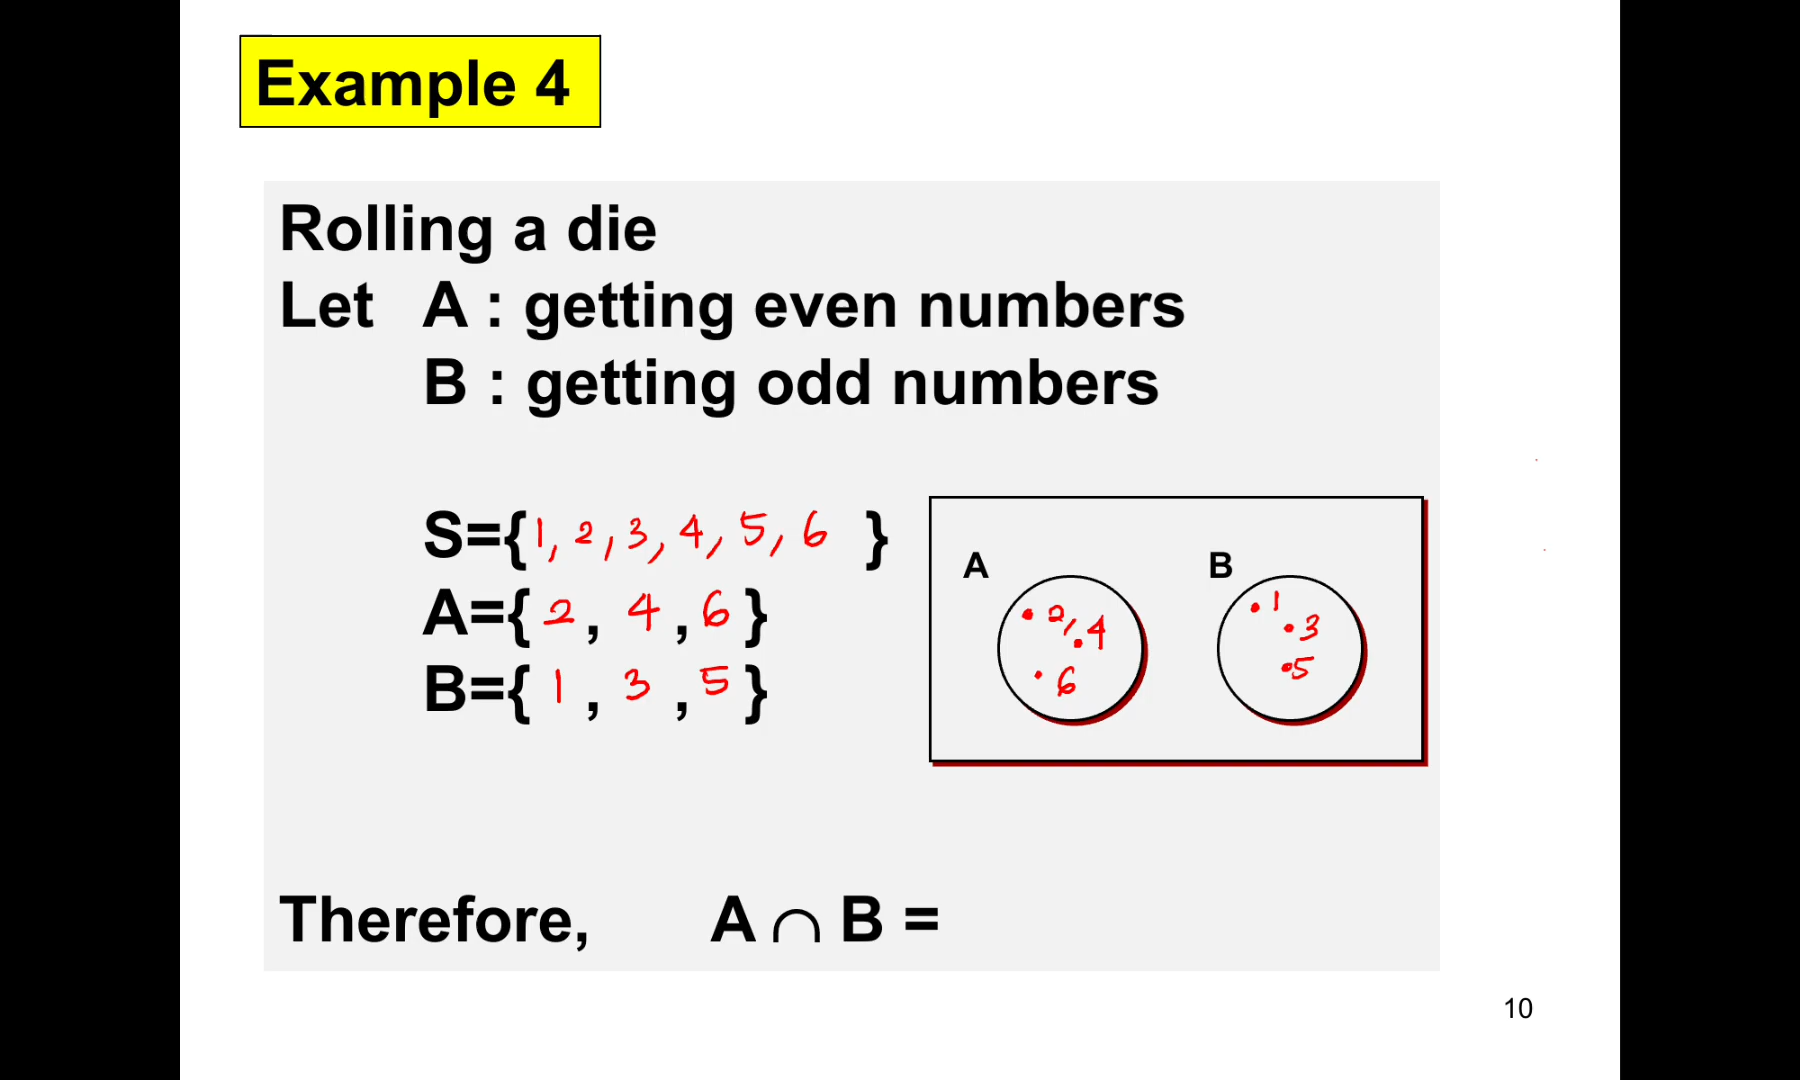 Example 4
Rolling a die
Let A : getting even numbers
B : getting odd numbers
S={1, 2, 3, 4, 5, 6 }
A={2, 4, 6}
B={1, 3, 5}
A B
• 2, • 4
• 6
• 1
• 3
• 5
Therefore, A ∩ B =
10